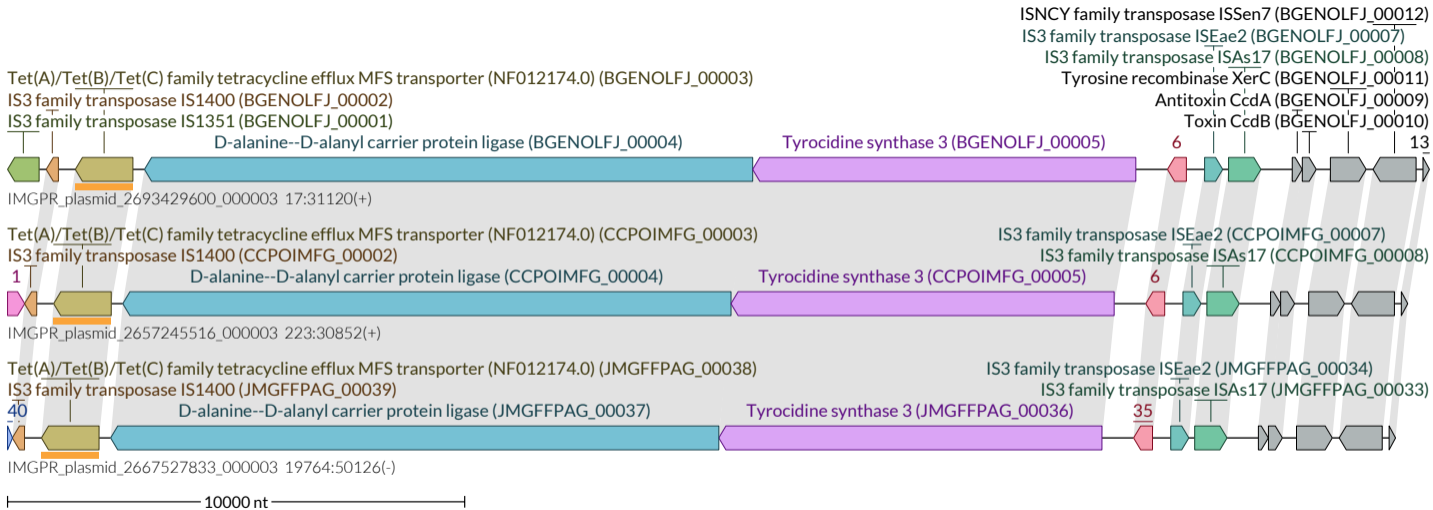 ISNCY family transposase ISSen7 (BGENOLFJ_00012)
IS3 family transposase ISEae2 (BGENOLFJ_00007)
IS3 family transposase ISAs17 (BGENOLFJ_00008)
Tet(A)/Tet(B)/Tet(C) family tetracycline efflux MFS transporter (NF012174.0) (BGENOLFJ_00003)
Tyrosine recombinase XerC (BGENOLFJ_00011)
IS3 family transposase IS1400 (BGENOLFJ_00002)
Antitoxin CcdA (BGENOLFJ_00009)
IS3 family transposase IS1351 (BGENOLFJ_00001)
Toxin CcdB (BGENOLFJ_00010)
D-alanine--D-alanyl carrier protein ligase (BGENOLFJ_00004)
Tyrocidine synthase 3 (BGENOLFJ_00005)
6
13
IMGPR_plasmid_2693429600_000003 17:31120(+)
Tet(A)/Tet(B)/Tet(C) family tetracycline efflux MFS transporter (NF012174.0) (CCPOIMFG_00003)
IS3 family transposase ISEae2 (CCPOIMFG_00007)
IS3 family transposase IS1400 (CCPOIMFG_00002)
IS3 family transposase ISAs17 (CCPOIMFG_00008)
1
D-alanine--D-alanyl carrier protein ligase (CCPOIMFG_00004)
Tyrocidine synthase 3 (CCPOIMFG_00005)
6
IMGPR_plasmid_2657245516_000003 223:30852(+)
Tet(A)/Tet(B)/Tet(C) family tetracycline efflux MFS transporter (NF012174.0) (JMGFFPAG_00038)
IS3 family transposase ISEae2 (JMGFFPAG_00034)
IS3 family transposase IS1400 (JMGFFPAG_00039)
IS3 family transposase ISAs17 (JMGFFPAG_00033)
40
D-alanine--D-alanyl carrier protein ligase (JMGFFPAG_00037)
Tyrocidine synthase 3 (JMGFFPAG_00036)
35
IMGPR_plasmid_2667527833_000003 19764:50126(-)
10000 nt